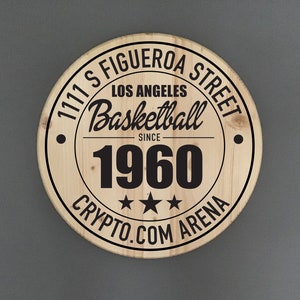 1111 S FIGUEROA STREET
LOS ANGELES
Basketball
SINCE
1960
CRYPTO.COM ARENA